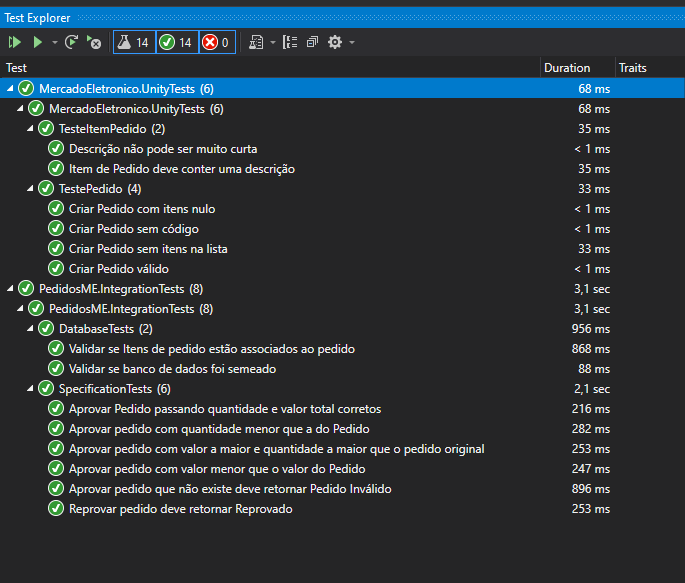 Test Explorer
14 14 0
Test Duration Traits
MercadoEletronico.UnityTests (6) 68 ms
MercadoEletronico.UnityTests (6) 68 ms
TesteItemPedido (2) 35 ms
Descrição não pode ser muito curta < 1 ms
Item de Pedido deve conter uma descrição 35 ms
TestePedido (4) 33 ms
Criar Pedido com itens nulo < 1 ms
Criar Pedido sem código < 1 ms
Criar Pedido sem itens na lista 33 ms
Criar Pedido válido < 1 ms
PedidosME.IntegrationTests (8) 3,1 sec
PedidosME.IntegrationTests (8) 3,1 sec
DatabaseTests (2) 956 ms
Validar se Itens de pedido estão associados ao pedido 868 ms
Validar se banco de dados foi semeado 88 ms
SpecificationTests (6) 2,1 sec
Aprovar Pedido passando quantidade e valor total corretos 216 ms
Aprovar pedido com quantidade menor que a do Pedido 282 ms
Aprovar pedido com valor a maior e quantidade a maior que o pedido original 253 ms
Aprovar pedido com valor menor que o valor do Pedido 247 ms
Aprovar pedido que não existe deve retornar Pedido Inválido 896 ms
Reprovar pedido deve retornar Reprovado 253 ms